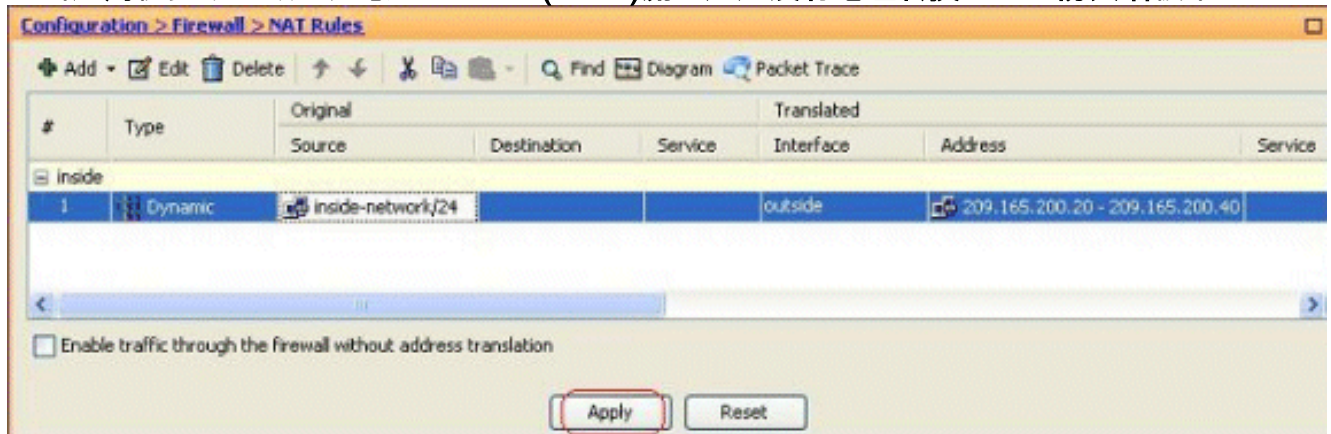 Configuration > Firewall > NAT Rules
Add Edit Delete Find Diagram Packet Trace
# Type Original Translated
Source Destination Service Interface Address Service
inside
1 Dynamic inside-network/24 outside 209.165.200.20 - 209.165.200.40
Enable traffic through the firewall without address translation
Apply Reset